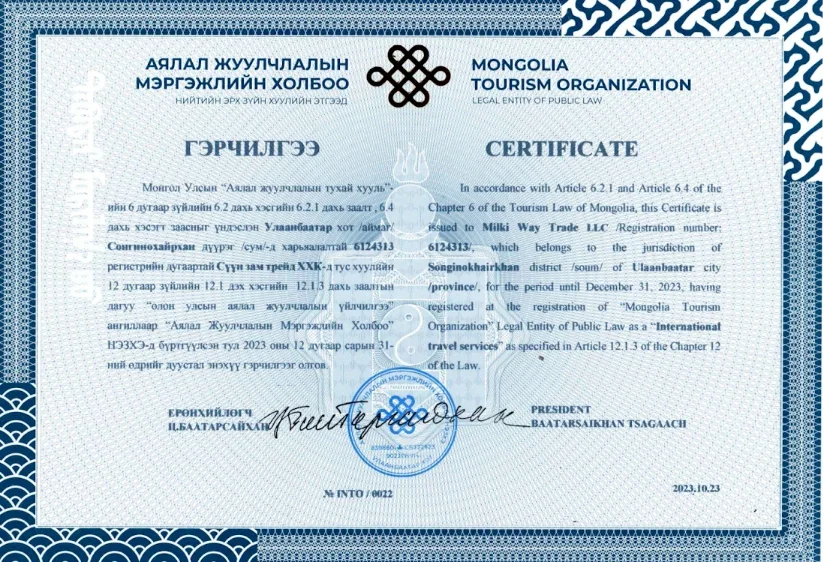 АЯЛАЛ ЖУУЛЧЛАЛЫН
МЭРГЭЖЛИЙН ХОЛБОО
НИЙТИЙН ЭРХ ЗҮЙН ХУУЛИЙН ЭТГЭЭД
MONGOLIA
TOURISM ORGANIZATION
LEGAL ENTITY OF PUBLIC LAW
ГЭРЧИЛГЭЭ
Монгол Улсын “Аялал жуулчлалын тухай хууль”-
ийн 6 дугаар зүйлийн 6.2 дахь хэсгийн 6.2.1 дахь заалт , 6.4
дахь хэсэгт заасныг үндэслэн Улаанбаатар хот /аймаг/
Сонгинохайрхан дүүрэг /сум/-д харьяалалтай 6124313
регистрийн дугаартай Сүүн зам трейд ХХК-д тус хуулийн
12 дугаар зүйлийн 12.1 дэх хэсгийн 12.1.3 дахь заалтын
дагуу “олон улсын аялал жуулчлалын үйлчилгээ”
ангиллаар “Аялал Жуулчлалын Мэргэжлийн Холбоо”
НЭЗХЭ-д бүртгүүлсэн тул 2023 оны 12 дугаар сарын 31-
ний өдрийг дуустал энэхүү гэрчилгээг олгов.
CERTIFICATE
In accordance with Article 6.2.1 and Article 6.4 of the
Chapter 6 of the Tourism Law of Mongolia, this Certificate is
issued to Milki Way Trade LLC /Registration number:
6124313/, which belongs to the jurisdiction of
Songinokhairkhan district /soum/ of Ulaanbaatar city
/province/, for the period until December 31, 2023, having
registered at the registration of “Mongolia Tourism
Organization” Legal Entity of Public Law as a “International
travel services” as specified in Article 12.1.3 of the Chapter 12
of the Law.
ЕРӨНХИЙЛӨГЧ
Ц.БААТАРСАЙХАН
PRESIDENT
BAATARSAIKHAN TSAGAACH
№ INTO / 0022
2023.10.23